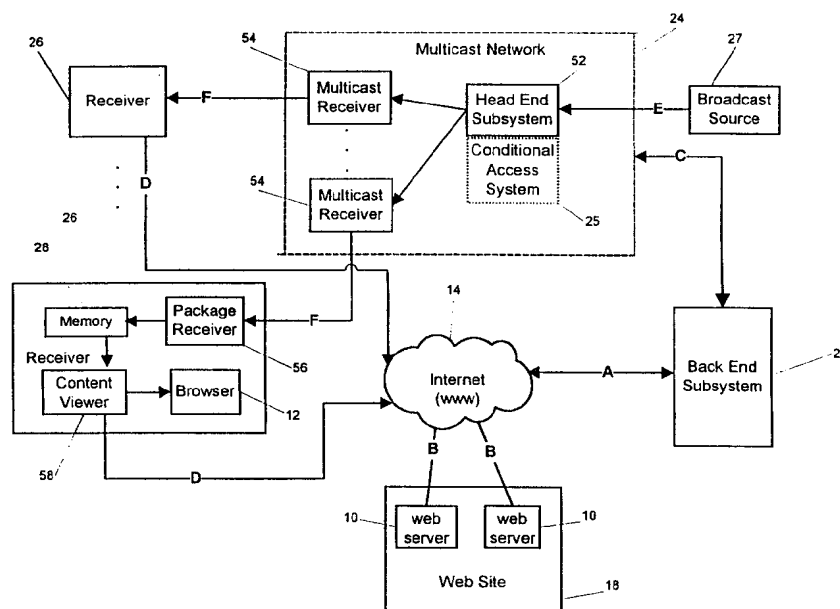 Multicast Network
24
27
26
54
52
Receiver
F
Multicast
Receiver
Head End
Subsystem
E
Broadcast
Source
Conditional
Access
System
C
D
54
Multicast
Receiver
25
26
28
Memory
Package
Receiver
F
14
Receiver
56
Internet
(www)
A
Back End
Subsystem
2
Content
Viewer
Browser
12
58
D
B
B
10
web
server
web
server
10
Web Site
18